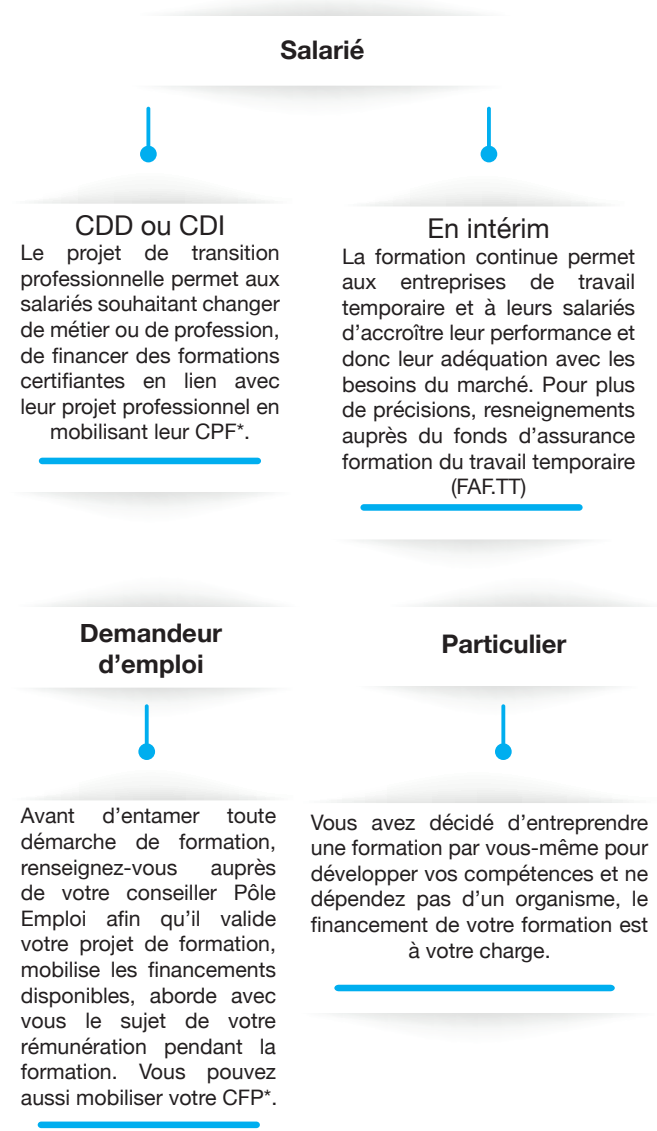 Salarié
CDD ou CDI
Le projet de transition
professionnelle permet aux
salariés souhaitant changer
de métier ou de profession,
de financer des formations
certifiantes en lien avec
leur projet professionnel en
mobilisant leur CPF*.
En intérim
La formation continue permet
aux entreprises de travail
temporaire et à leurs salariés
d’accroître leur performance et
donc leur adéquation avec les
besoins du marché. Pour plus
de précisions, resneignements
auprès du fonds d’assurance
formation du travail temporaire
(FAF.TT)
Demandeur
d’emploi
Avant d’entamer toute
démarche de formation,
renseignez-vous auprès
de votre conseiller Pôle
Emploi afin qu’il valide
votre projet de formation,
mobilise les financements
disponibles, aborde avec
vous le sujet de votre
rémunération pendant la
formation. Vous pouvez
aussi mobiliser votre CFP*.
Particulier
Vous avez décidé d’entreprendre
une formation par vous-même pour
développer vos compétences et ne
dépendez pas d’un organisme, le
financement de votre formation est
à votre charge.